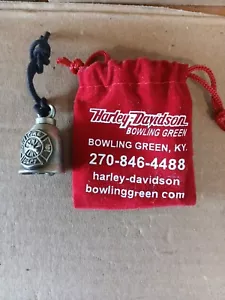 Harley-Davidson
BOWLING GREEN
BOWLING GREEN, KY.
270-846-4488
harley-davidson
bowlinggreen.com